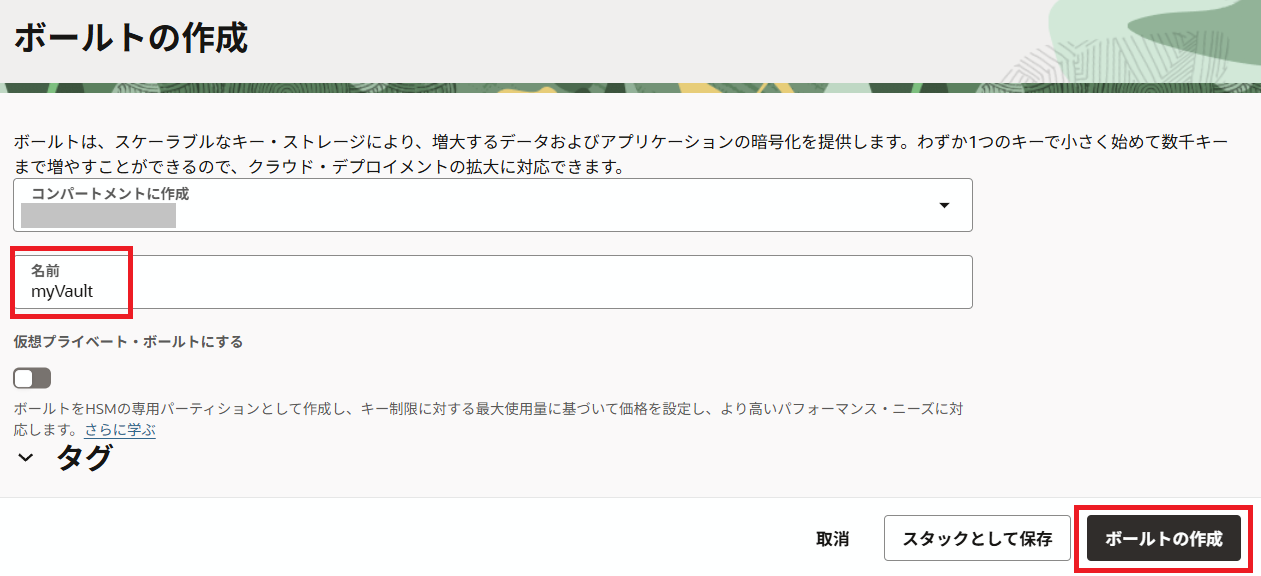 ボールトの作成
ボールトは、スケーラブルなキー・ストレージにより、増大するデータおよびアプリケーションの暗号化を提供します。わずか1つのキーで小さく始めて数千キー
まで増やすことができるので、クラウド・デプロイメントの拡大に対応できます。
コンパートメントに作成
名前
myVault
仮想プライベート・ボールトにする
ボールトをHSMの専用パーティションとして作成し、キー制限に対する最大使用量に基づいて価格を設定し、より高いパフォーマンス・ニーズに対
応します。さらに学ぶ
タグ
取消
スタックとして保存
ボールトの作成